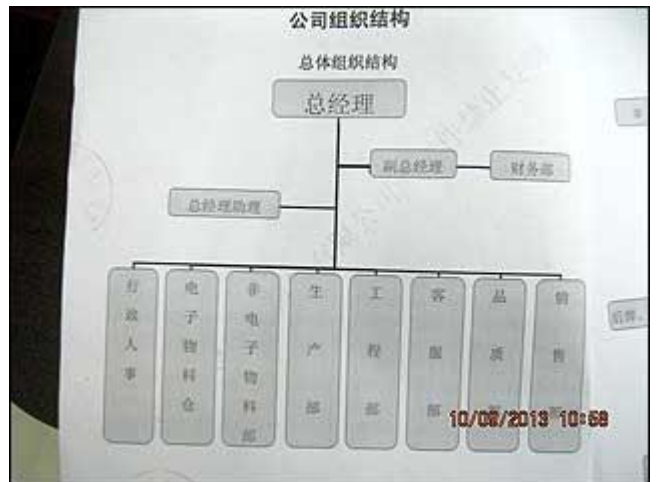 公司组织结构
总体组织结构
总经理
副总经理
财务部
总经理助理
行政人事
电子物料仓
非电子物料部
生产部
工程部
客服部
品质部
销售部
10/09/2013 10:58